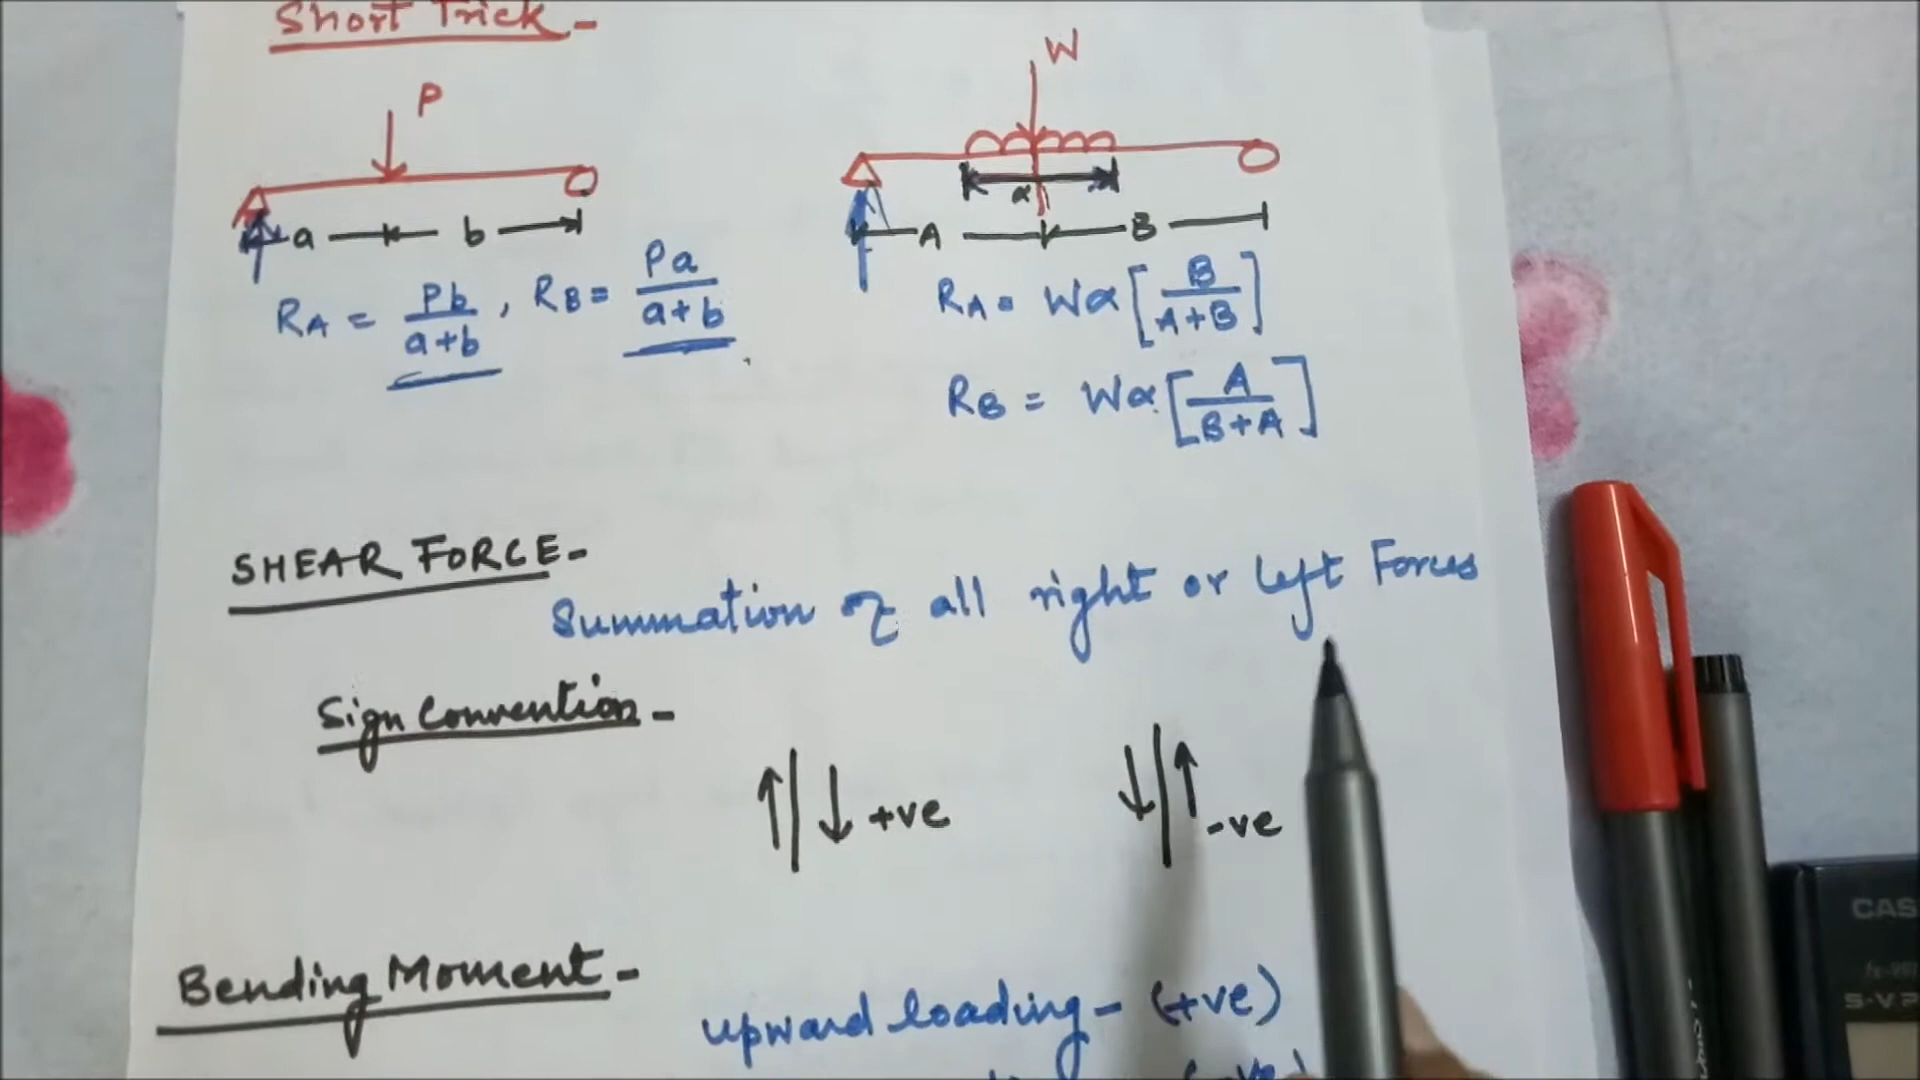 Short Trick -
P
W
a
b
α
A
B
RA = Pb/a+b , RB = Pa/a+b
RA = Wα [B/A+B]
RB = Wα [A/B+A]
SHEAR FORCE -
Summation of all right or left Forces
Sign Convention -
+ve
-ve
Bending Moment -
upward loading - (+ve)
CAS
S-V.P